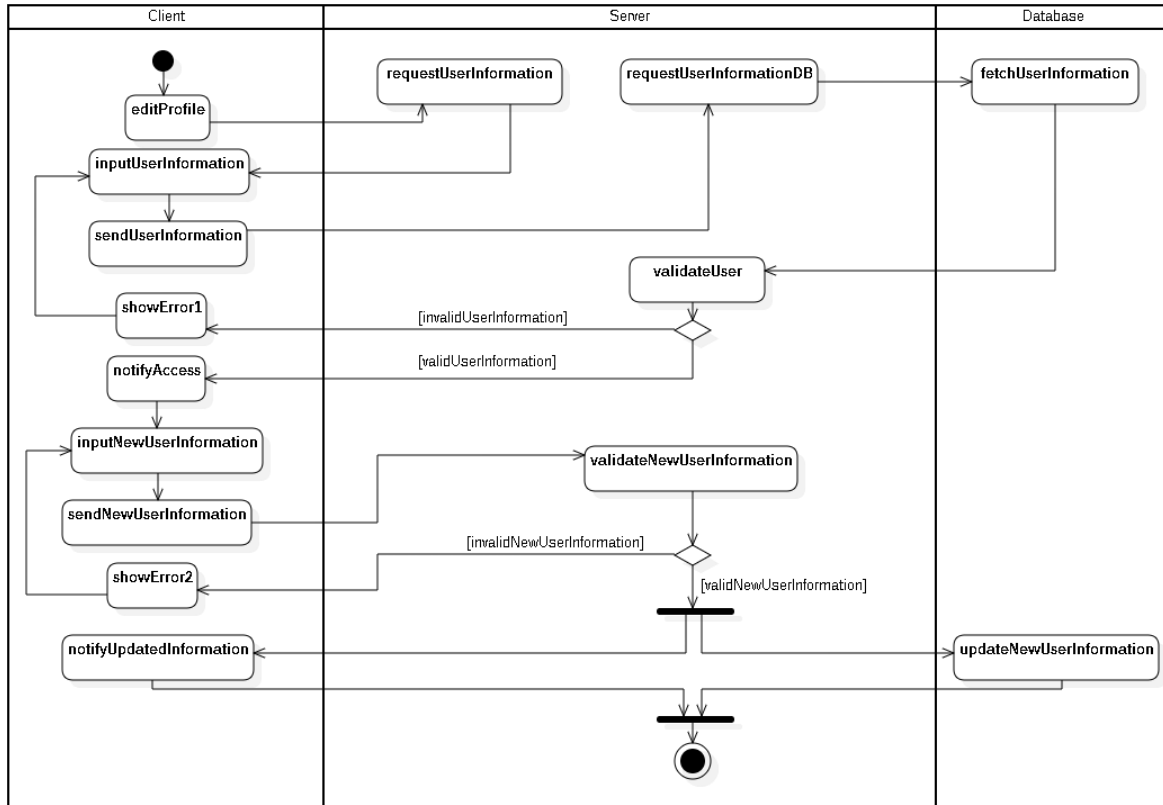 Client
Server
Database
requestUserInformation
requestUserInformationDB
fetchUserInformation
editProfile
inputUserInformation
sendUserInformation
validateUser
showError1
[invalidUserInformation]
[validUserInformation]
notifyAccess
inputNewUserInformation
validateNewUserInformation
sendNewUserInformation
[invalidNewUserInformation]
showError2
[validNewUserInformation]
notifyUpdatedInformation
updateNewUserInformation